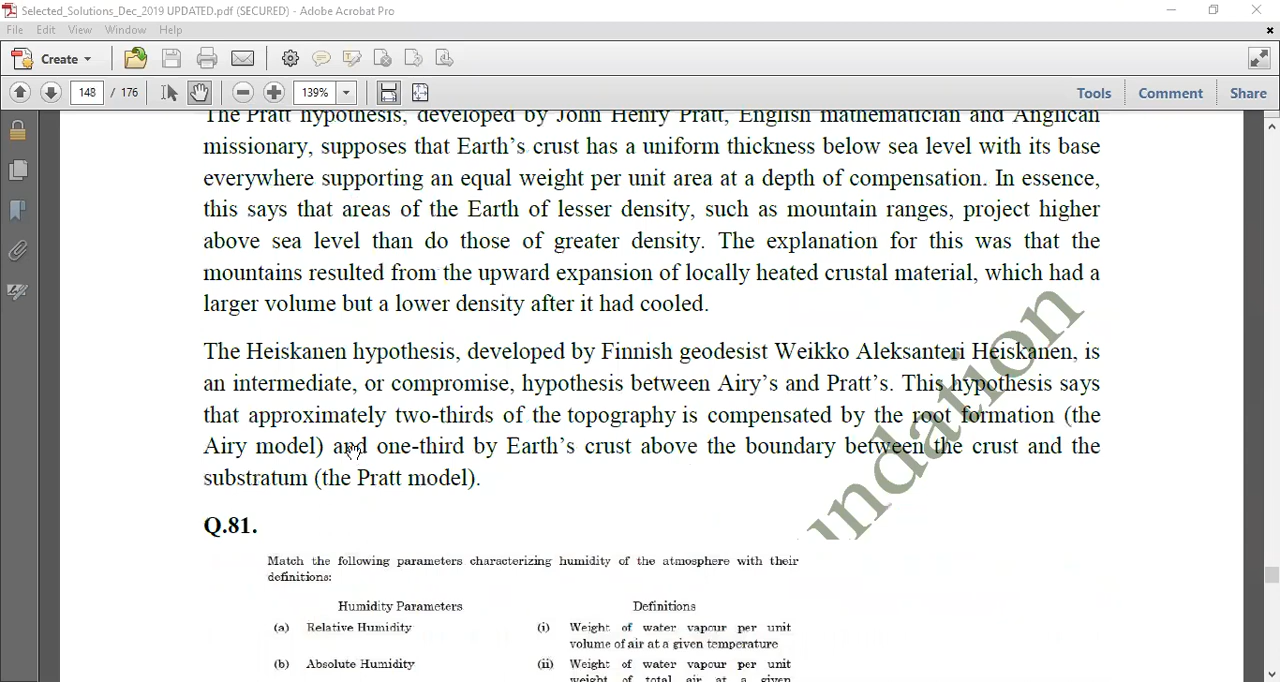 Selected_Solutions_Dec_2019 UPDATED.pdf (SECURED) - Adobe Acrobat Pro
File Edit View Window Help
Create
148 / 176 139% Tools Comment Share
The Pratt hypothesis, developed by John Henry Pratt, English mathematician and Anglican
missionary, supposes that Earth's crust has a uniform thickness below sea level with its base
everywhere supporting an equal weight per unit area at a depth of compensation. In essence,
this says that areas of the Earth of lesser density, such as mountain ranges, project higher
above sea level than do those of greater density. The explanation for this was that the
mountains resulted from the upward expansion of locally heated crustal material, which had a
larger volume but a lower density after it had cooled.
The Heiskanen hypothesis, developed by Finnish geodesist Weikko Aleksanteri Heiskanen, is
an intermediate, or compromise, hypothesis between Airy's and Pratt's. This hypothesis says
that approximately two-thirds of the topography is compensated by the root formation (the
Airy model) and one-third by Earth's crust above the boundary between the crust and the
substratum (the Pratt model).
undation
Q.81.
Match the following parameters characterizing humidity of the atmosphere with their
definitions:
Humidity Parameters Definitions
(a) Relative Humidity (i) Weight of water vapour per unit
volume of air at a given temperature
(b) Absolute Humidity (ii) Weight of water vapour per unit
weight of total air at a given